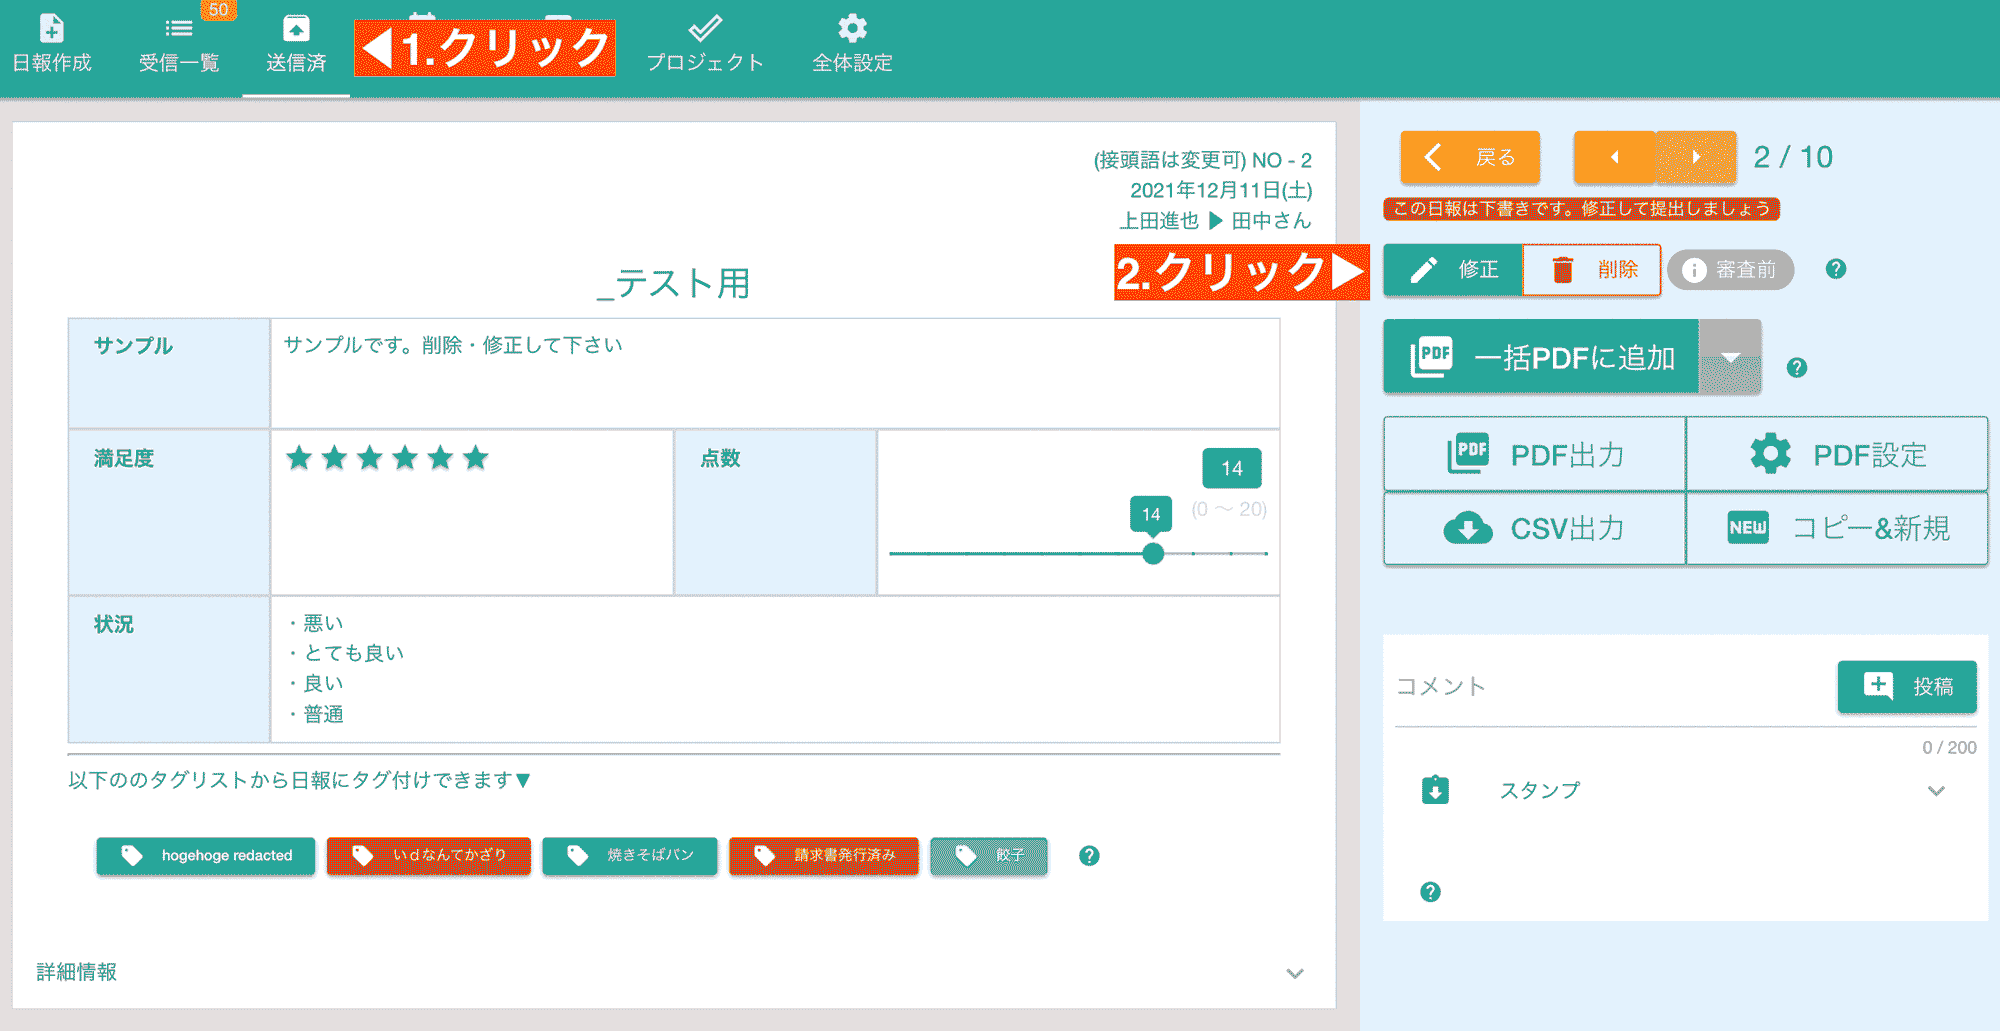 50
日報作成
受信一覧
送信済
◀1.クリック
プロジェクト
全体設定
(接頭語は変更可) NO - 2
2021年12月11日(土)
上田進也 ▶ 田中さん
_テスト用
サンプル
サンプルです。削除・修正して下さい
満足度
★★★★★★
点数
14
(0 〜 20)
14
状況
・悪い
・とても良い
・良い
・普通
以下ののタグリストから日報にタグ付けできます▼
hogehoge redacted
いｄなんてかざり
焼きそばパン
請求書発行済み
餃子
詳細情報
戻る
2 / 10
この日報は下書きです。修正して提出しましょう
2.クリック▶
修正
削除
審査前
PDF
一括PDFに追加
PDF
PDF出力
PDF設定
CSV出力
NEW
コピー&新規
コメント
投稿
0 / 200
スタンプ